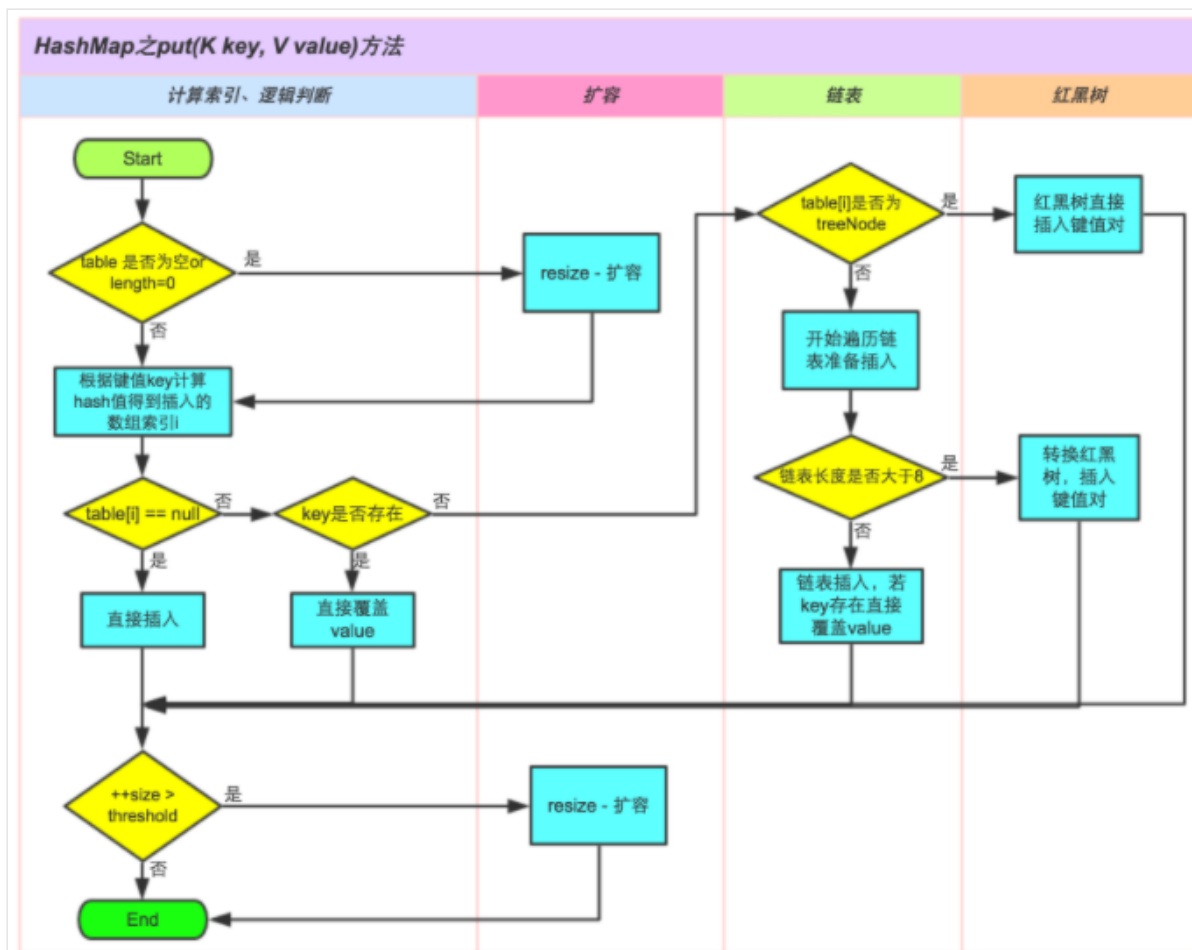 HashMap之put(K key, V value)方法
计算索引、逻辑判断
扩容
链表
红黑树
Start
table 是否为空or
length=0
是
否
resize - 扩容
根据键值key计算
hash值得到插入的
数组索引i
table[i] == null
否
是
key是否存在
否
是
直接插入
直接覆盖
value
table[i]是否为
treeNode
是
否
红黑树直接
插入键值对
开始遍历链
表准备插入
链表长度是否大于8
是
否
转换红黑
树，插入
键值对
链表插入，若
key存在直接
覆盖value
++size >
threshold
是
否
resize - 扩容
End